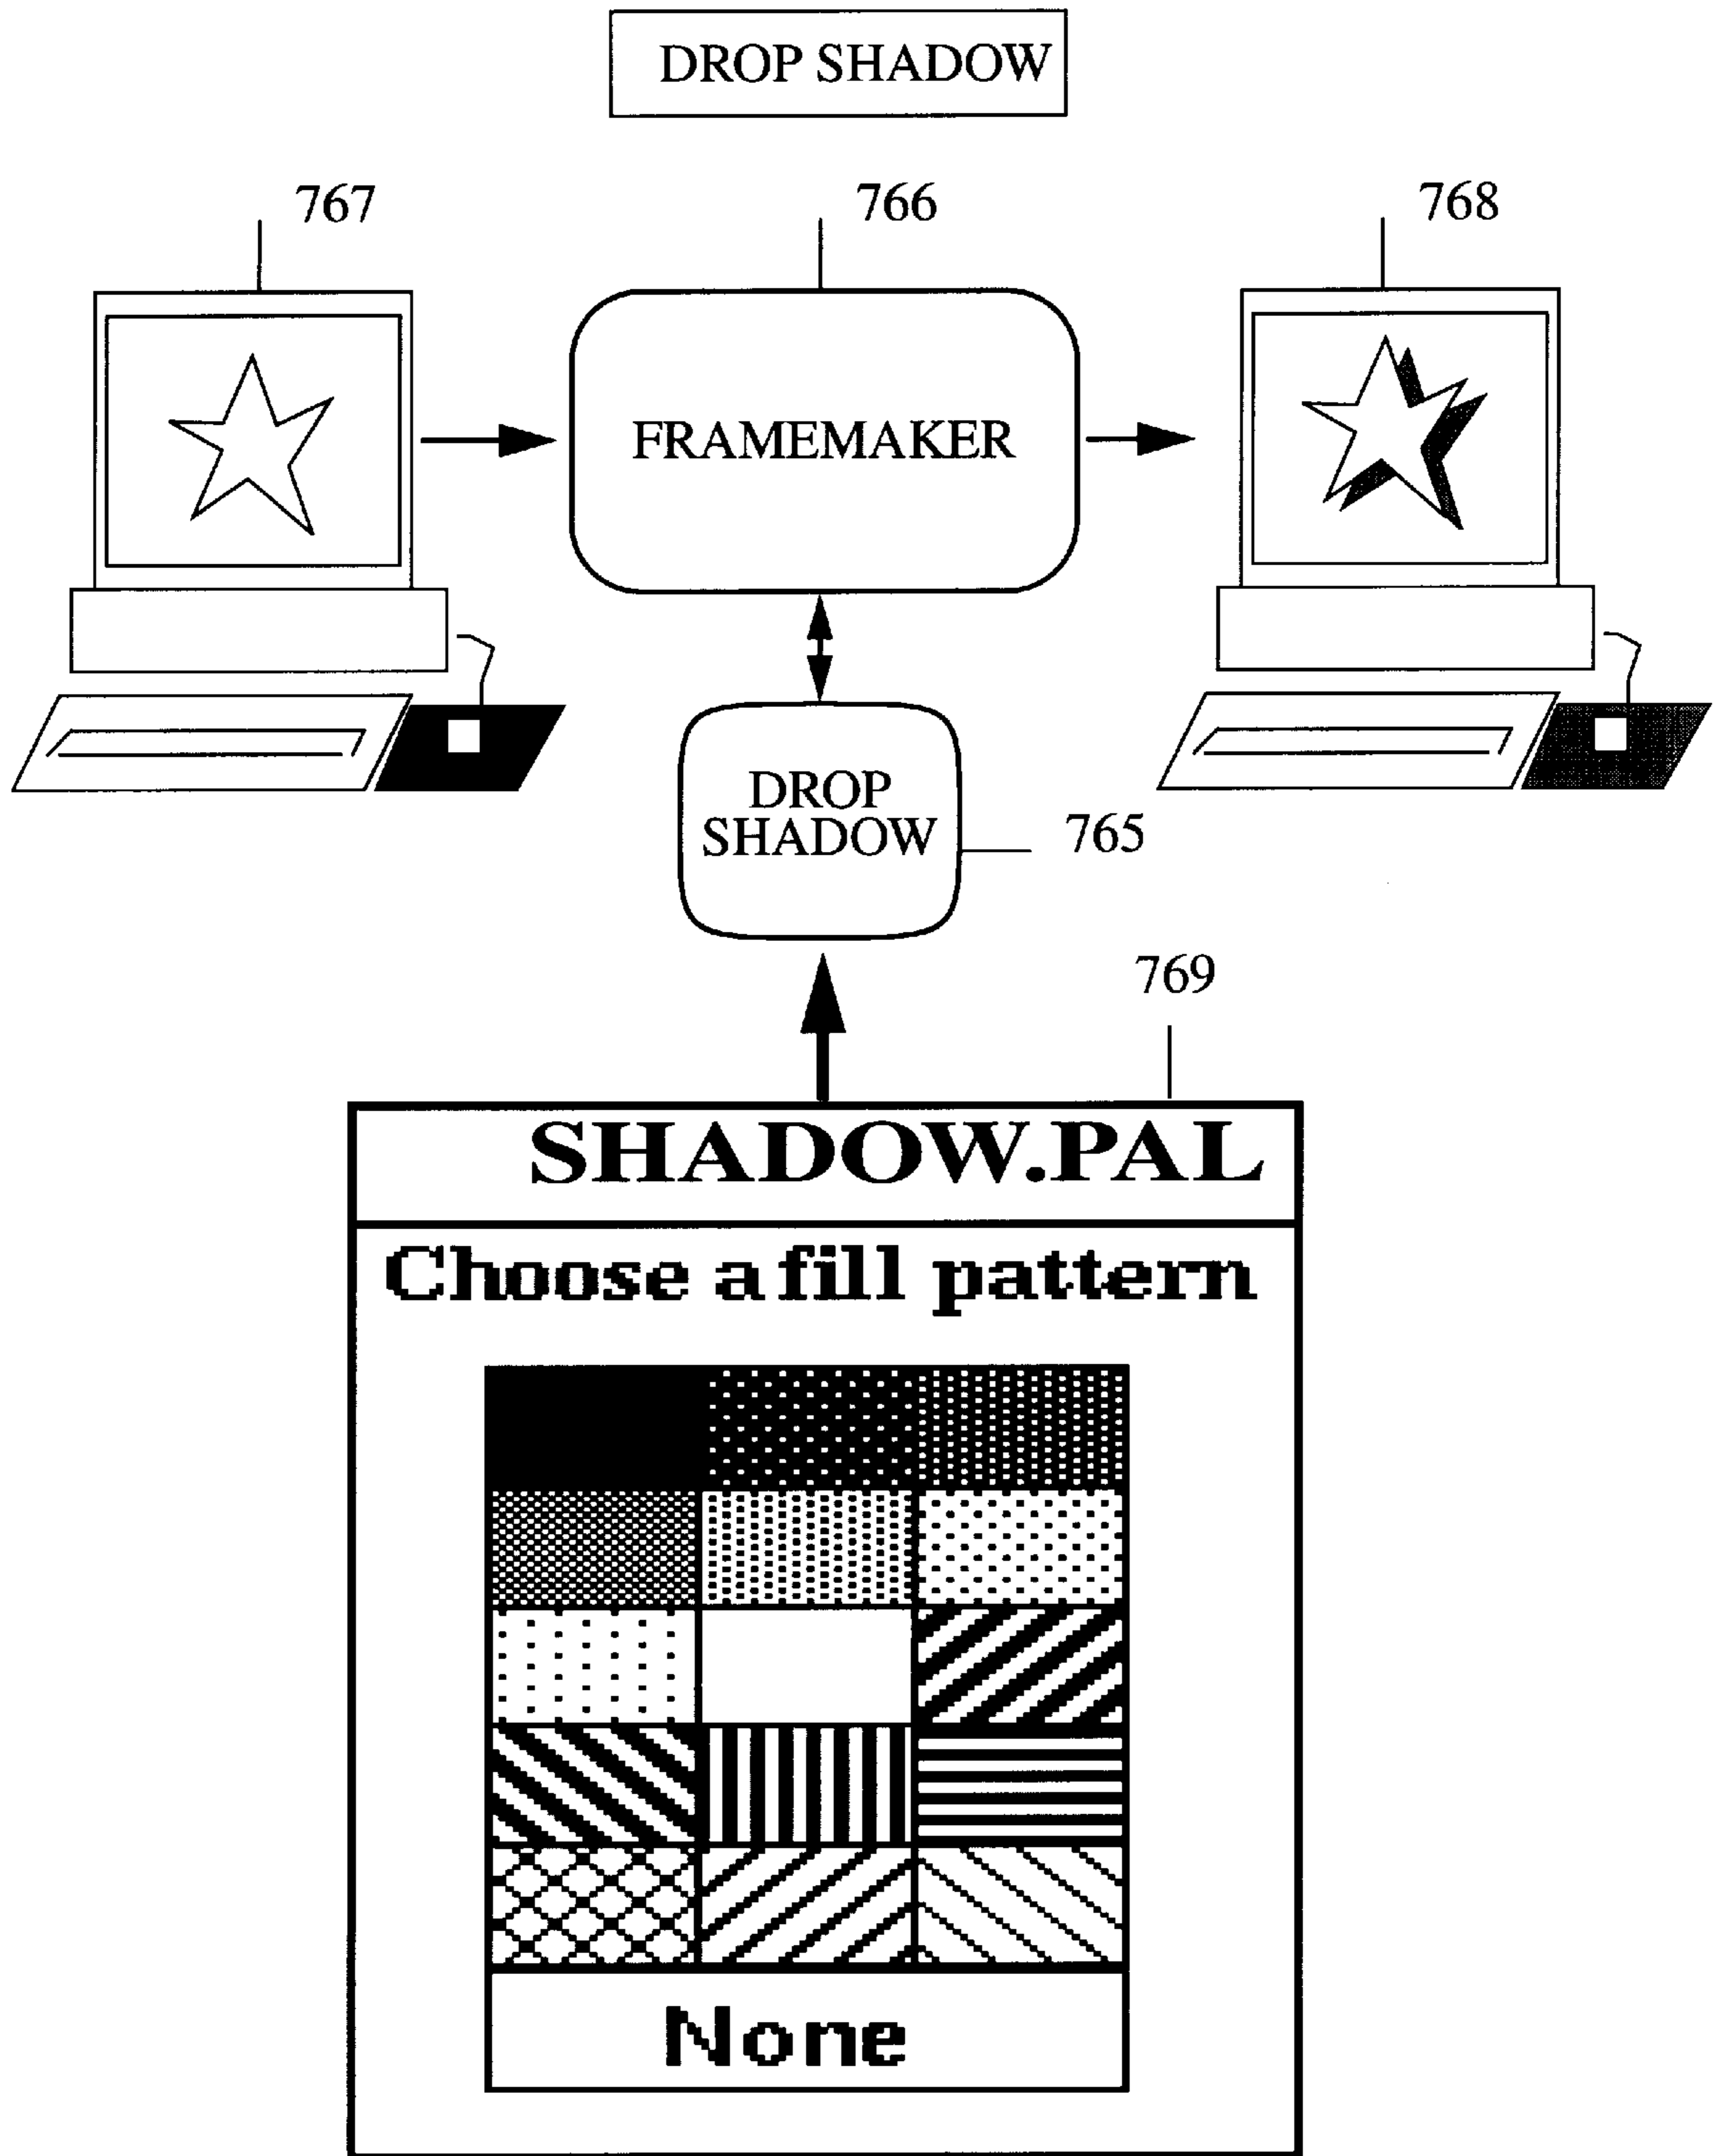 DROP SHADOW
767
766
768
FRAMEMAKER
DROP
SHADOW
765
769
SHADOW.PAL
Choose a fill pattern
None